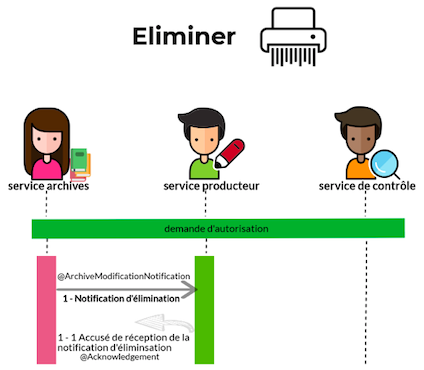 Eliminer
service archives
service producteur
service de contrôle
demande d'autorisation
@ArchiveModificationNotification
1 - Notification d'élimination
1 - 1 Accusé de réception de la
notification d'éliminsation
@Acknowledgement